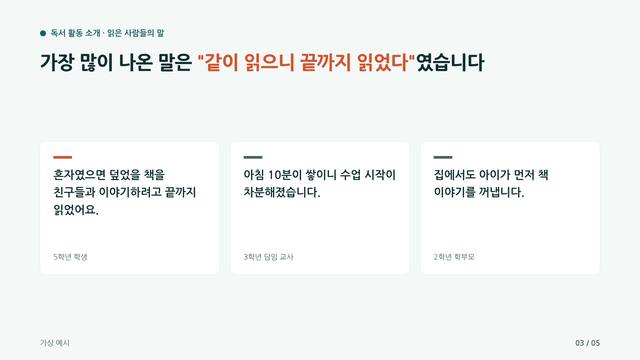 독서 활동 소개 · 읽은 사람들의 말
가장 많이 나온 말은 "같이 읽으니 끝까지 읽었다"였습니다
혼자였으면 덮었을 책을
친구들과 이야기하려고 끝까지
읽었어요.
5학년 학생
아침 10분이 쌓이니 수업 시작이
차분해졌습니다.
3학년 담임 교사
집에서도 아이가 먼저 책
이야기를 꺼냅니다.
2학년 학부모
가상 예시
03 / 05